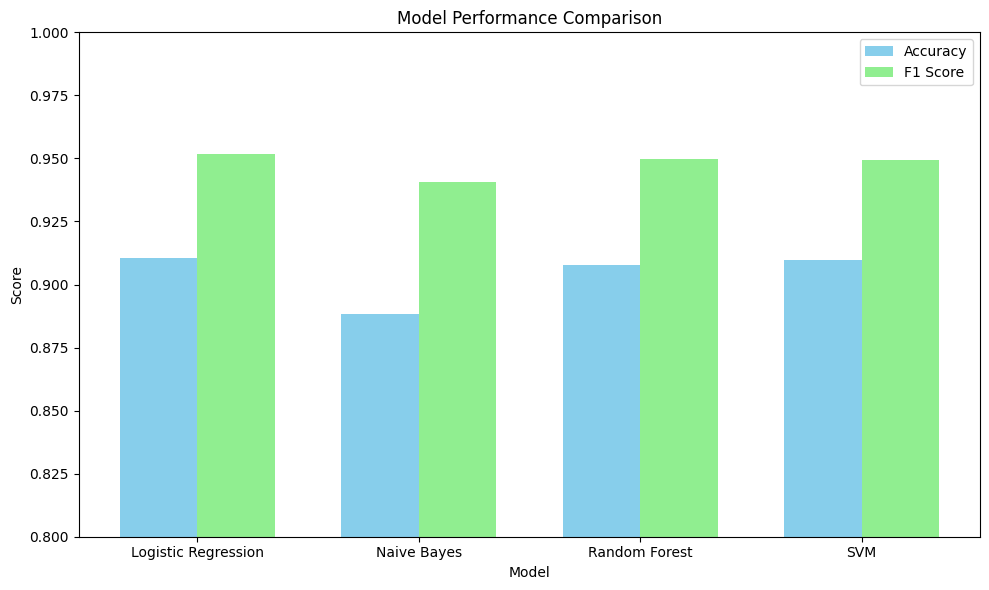 Model Performance Comparison
Accuracy
F1 Score
Score
1.000
0.975
0.950
0.925
0.900
0.875
0.850
0.825
0.800
Logistic Regression
Naive Bayes
Random Forest
SVM
Model